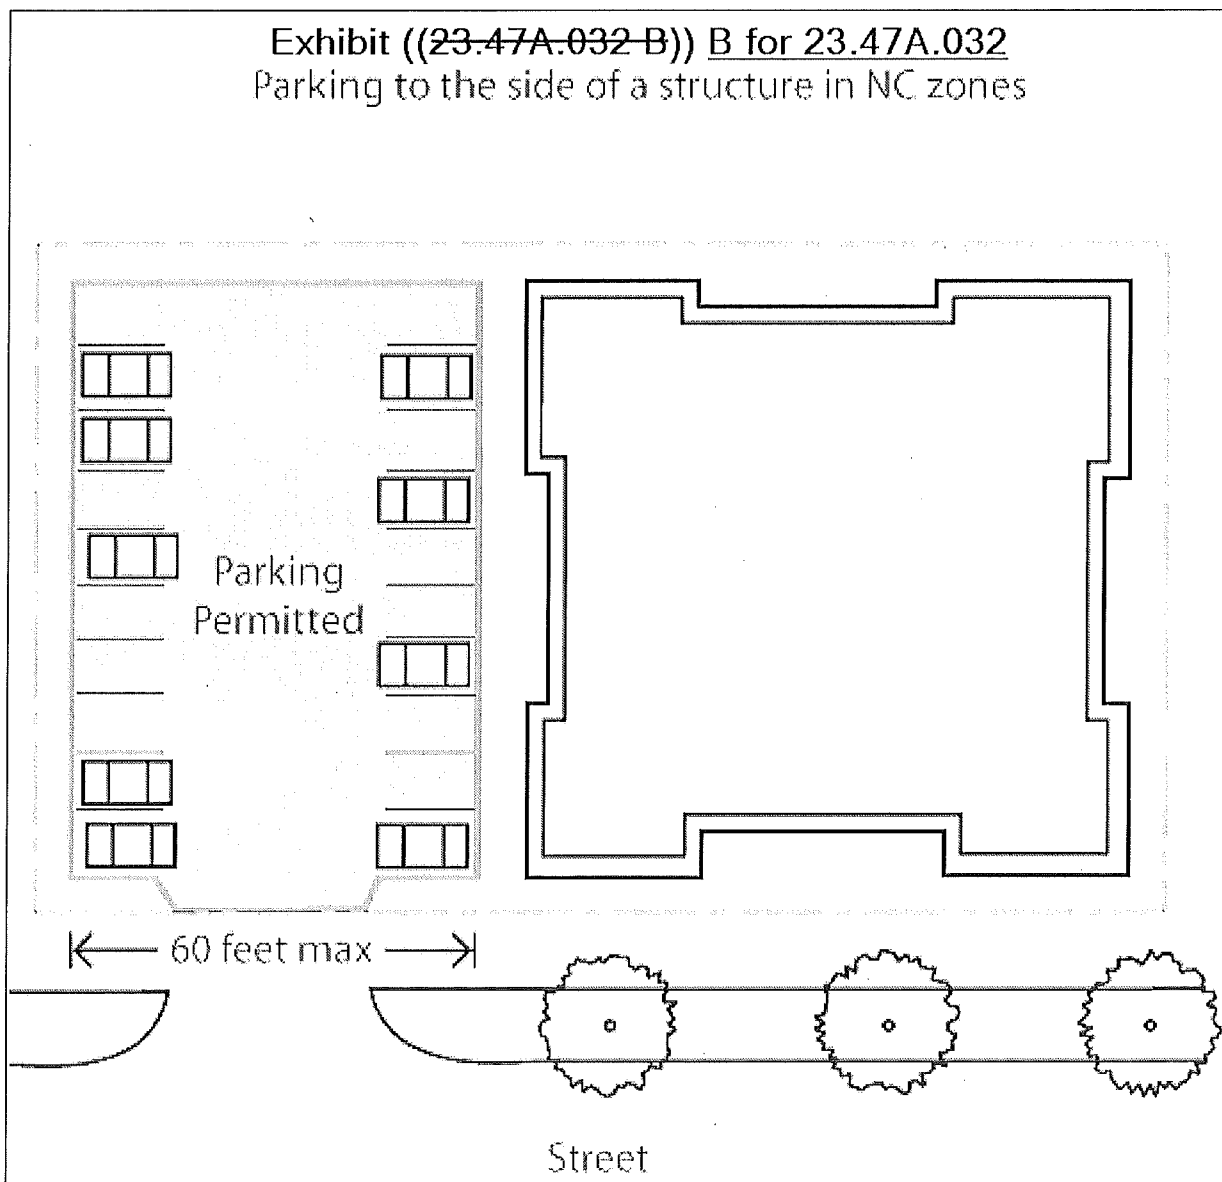 Exhibit ((23.47A.032 B)) B for 23.47A.032
Parking to the side of a structure in NC zones
Parking
Permitted
60 feet max
Street